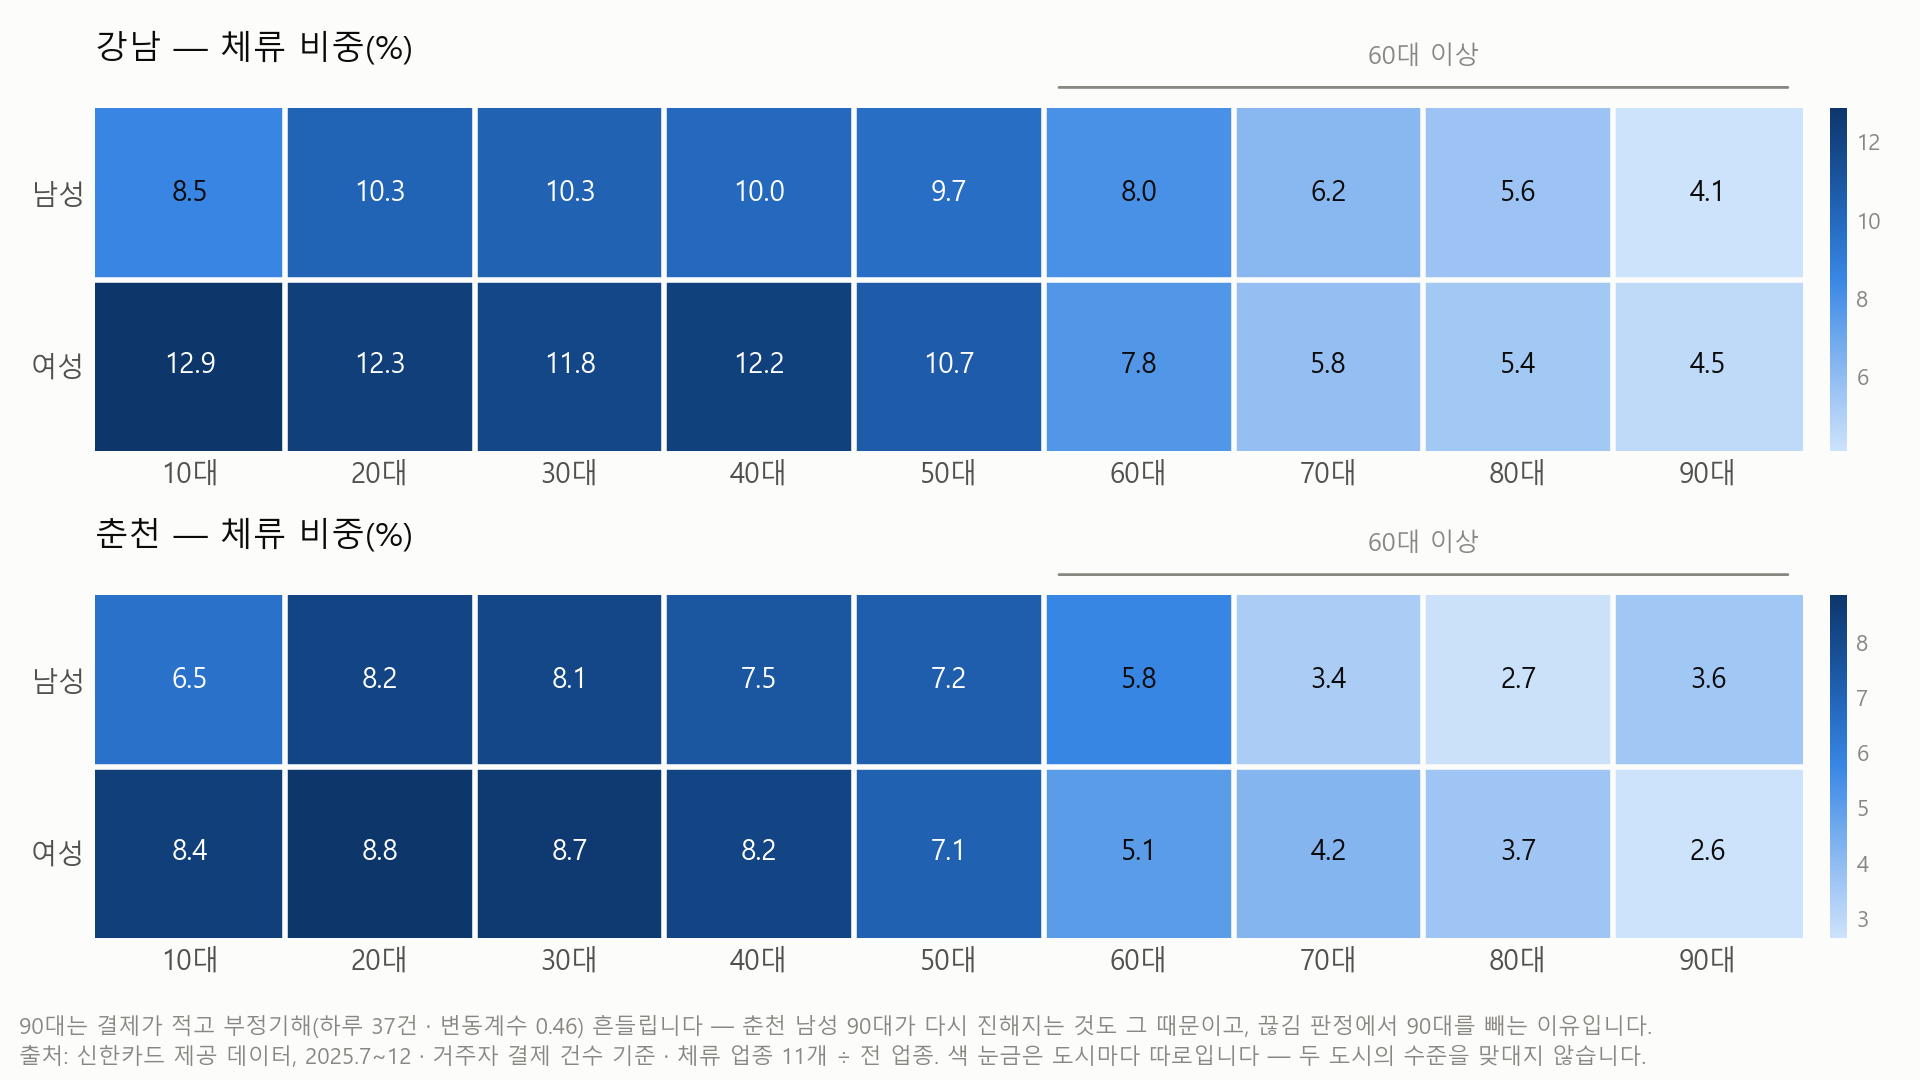 강남 — 체류 비중(%)
60대 이상
남성 8.5 10.3 10.3 10.0 9.7 8.0 6.2 5.6 4.1
여성 12.9 12.3 11.8 12.2 10.7 7.8 5.8 5.4 4.5
10대 20대 30대 40대 50대 60대 70대 80대 90대
12
10
8
6
춘천 — 체류 비중(%)
60대 이상
남성 6.5 8.2 8.1 7.5 7.2 5.8 3.4 2.7 3.6
여성 8.4 8.8 8.7 8.2 7.1 5.1 4.2 3.7 2.6
10대 20대 30대 40대 50대 60대 70대 80대 90대
8
7
6
5
4
3
90대는 결제가 적고 부정기해(하루 37건 · 변동계수 0.46) 흔들립니다 — 춘천 남성 90대가 다시 진해지는 것도 그 때문이고, 끊김 판정에서 90대를 빼는 이유입니다.
출처: 신한카드 제공 데이터, 2025.7~12 · 거주자 결제 건수 기준 · 체류 업종 11개 ÷ 전 업종. 색 눈금은 도시마다 따로입니다 — 두 도시의 수준을 맞대지 않습니다.